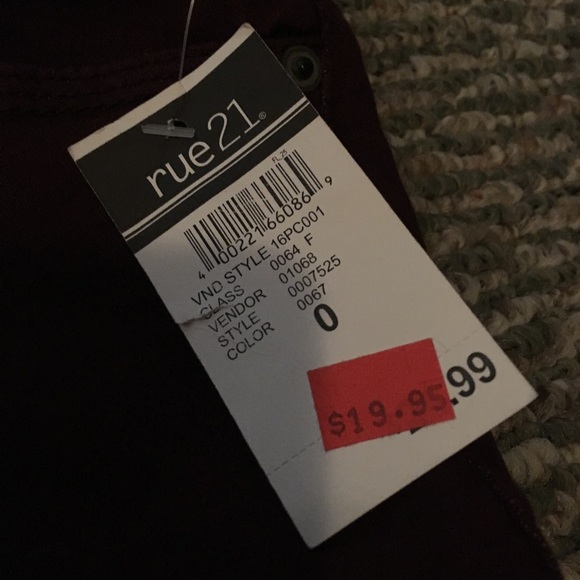 rue21®
FL_25
4 00221 66086 9
VND STYLE 16PC001
CLASS 0064 F
VENDOR 01068
STYLE 0007525
COLOR 0067
0
$19.95
.99